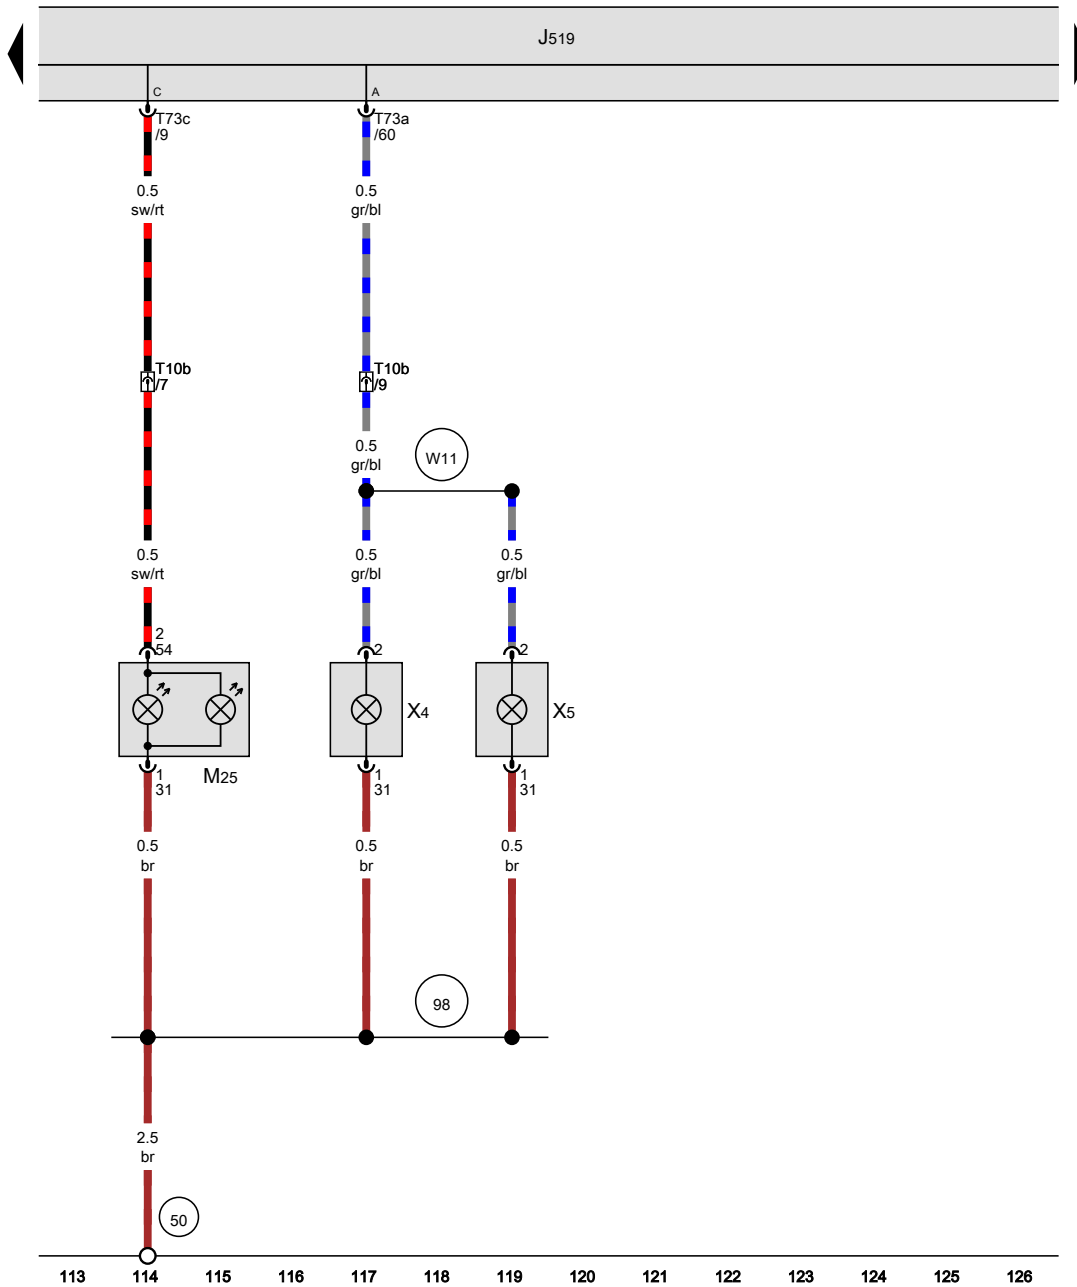 J519
C A
T73c T73a
/9 /60
0.5 0.5
sw/rt gr/bl
T10b T10b
/7 /9
0.5
gr/bl
W11
0.5 0.5 0.5
sw/rt gr/bl gr/bl
2
54 2 2
X4 X5
M25
1 1 1
31 31 31
0.5 0.5 0.5
br br br
98
2.5
br
50
113 114 115 116 117 118 119 120 121 122 123 124 125 126